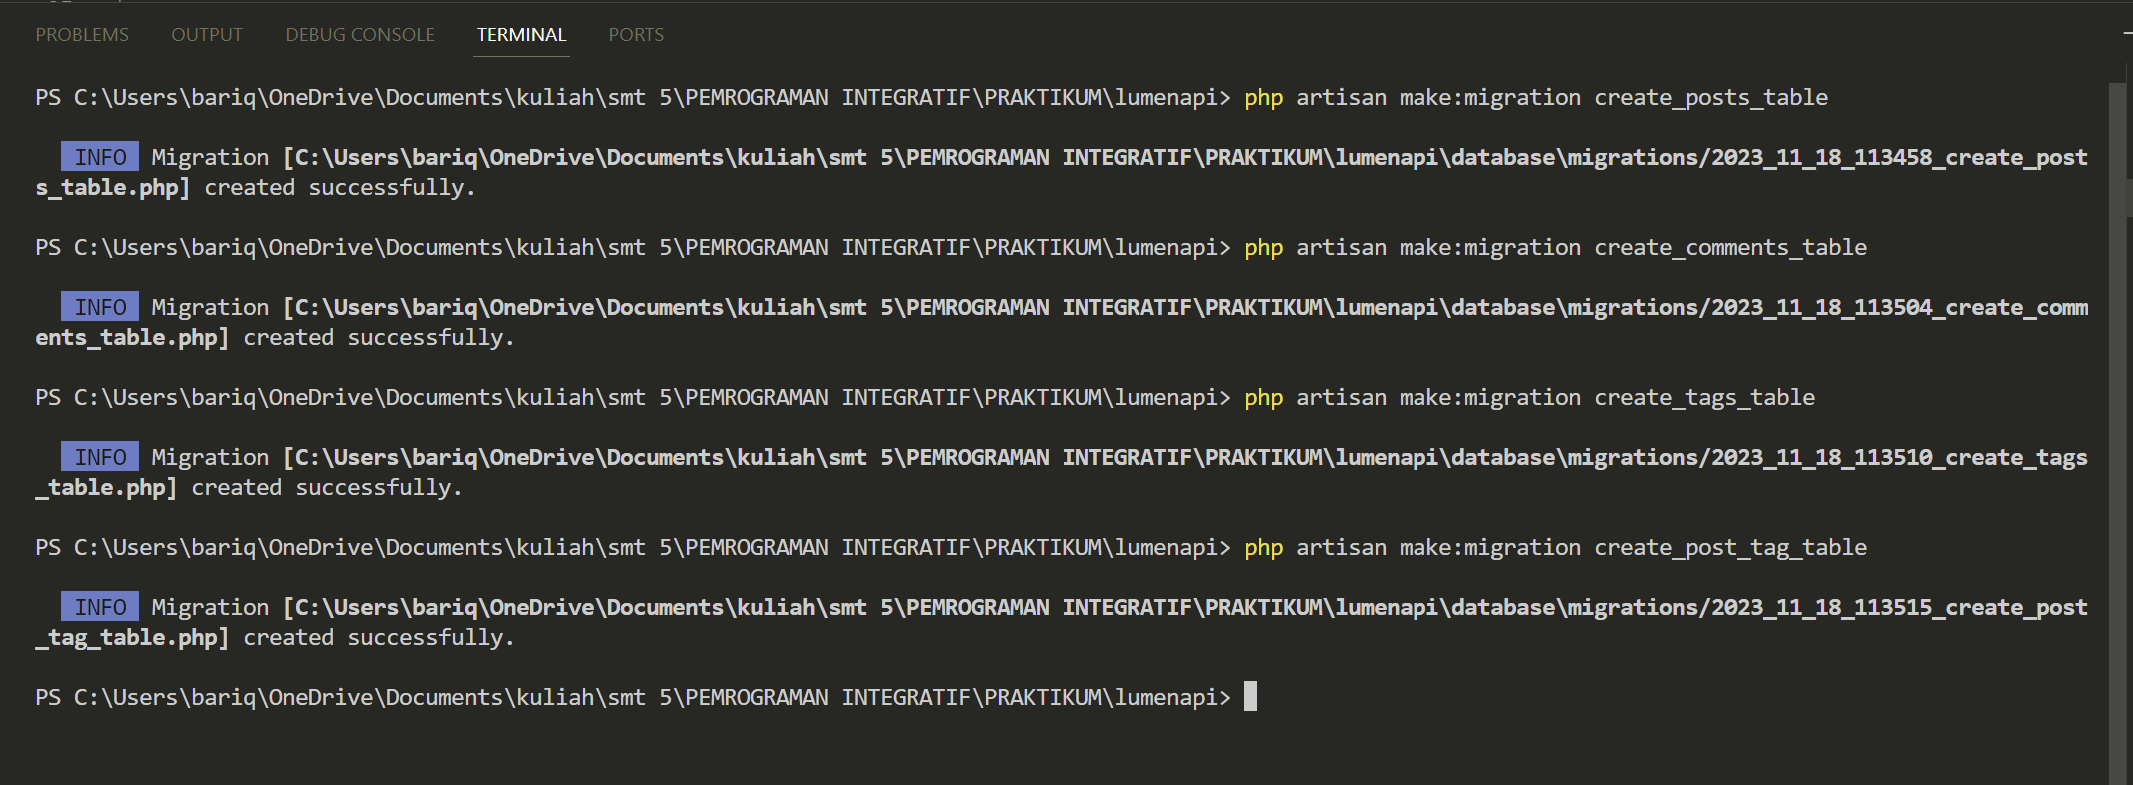 PROBLEMS OUTPUT DEBUG CONSOLE TERMINAL PORTS
PS C:\Users\bariq\OneDrive\Documents\kuliah\smt 5\PEMROGRAMAN INTEGRATIF\PRAKTIKUM\lumenapi> php artisan make:migration create_posts_table
INFO Migration [C:\Users\bariq\OneDrive\Documents\kuliah\smt 5\PEMROGRAMAN INTEGRATIF\PRAKTIKUM\lumenapi\database\migrations/2023_11_18_113458_create_post
s_table.php] created successfully.
PS C:\Users\bariq\OneDrive\Documents\kuliah\smt 5\PEMROGRAMAN INTEGRATIF\PRAKTIKUM\lumenapi> php artisan make:migration create_comments_table
INFO Migration [C:\Users\bariq\OneDrive\Documents\kuliah\smt 5\PEMROGRAMAN INTEGRATIF\PRAKTIKUM\lumenapi\database\migrations/2023_11_18_113504_create_comm
ents_table.php] created successfully.
PS C:\Users\bariq\OneDrive\Documents\kuliah\smt 5\PEMROGRAMAN INTEGRATIF\PRAKTIKUM\lumenapi> php artisan make:migration create_tags_table
INFO Migration [C:\Users\bariq\OneDrive\Documents\kuliah\smt 5\PEMROGRAMAN INTEGRATIF\PRAKTIKUM\lumenapi\database\migrations/2023_11_18_113510_create_tags
_table.php] created successfully.
PS C:\Users\bariq\OneDrive\Documents\kuliah\smt 5\PEMROGRAMAN INTEGRATIF\PRAKTIKUM\lumenapi> php artisan make:migration create_post_tag_table
INFO Migration [C:\Users\bariq\OneDrive\Documents\kuliah\smt 5\PEMROGRAMAN INTEGRATIF\PRAKTIKUM\lumenapi\database\migrations/2023_11_18_113515_create_post
_tag_table.php] created successfully.
PS C:\Users\bariq\OneDrive\Documents\kuliah\smt 5\PEMROGRAMAN INTEGRATIF\PRAKTIKUM\lumenapi>